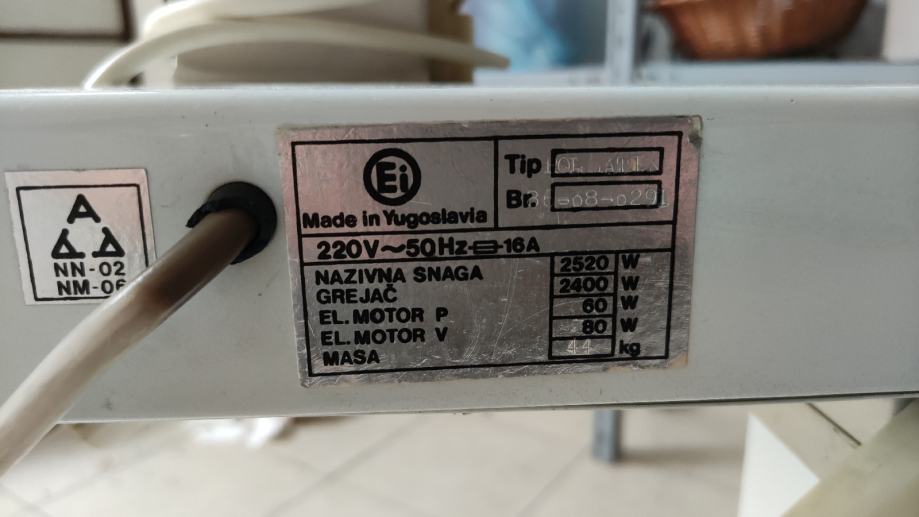 A
NN-02
NM-06
Ei
Made in Yugoslavia
Tip
Br.
220V~50Hz 16A
NAZIVNA SNAGA 2520 W
GREJAČ 2400 W
EL. MOTOR P 60 W
EL. MOTOR V 80 W
MASA 44 kg